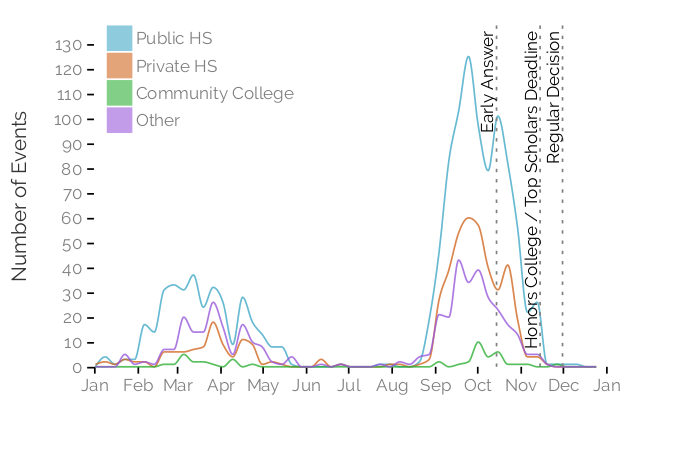 Public HS
Private HS
Community College
Other
Number of Events
130
120
110
100
90
80
70
60
50
40
30
20
10
0
Early Answer
Honors College / Top Scholars Deadline
Regular Decision
Jan Feb Mar Apr May Jun Jul Aug Sep Oct Nov Dec Jan